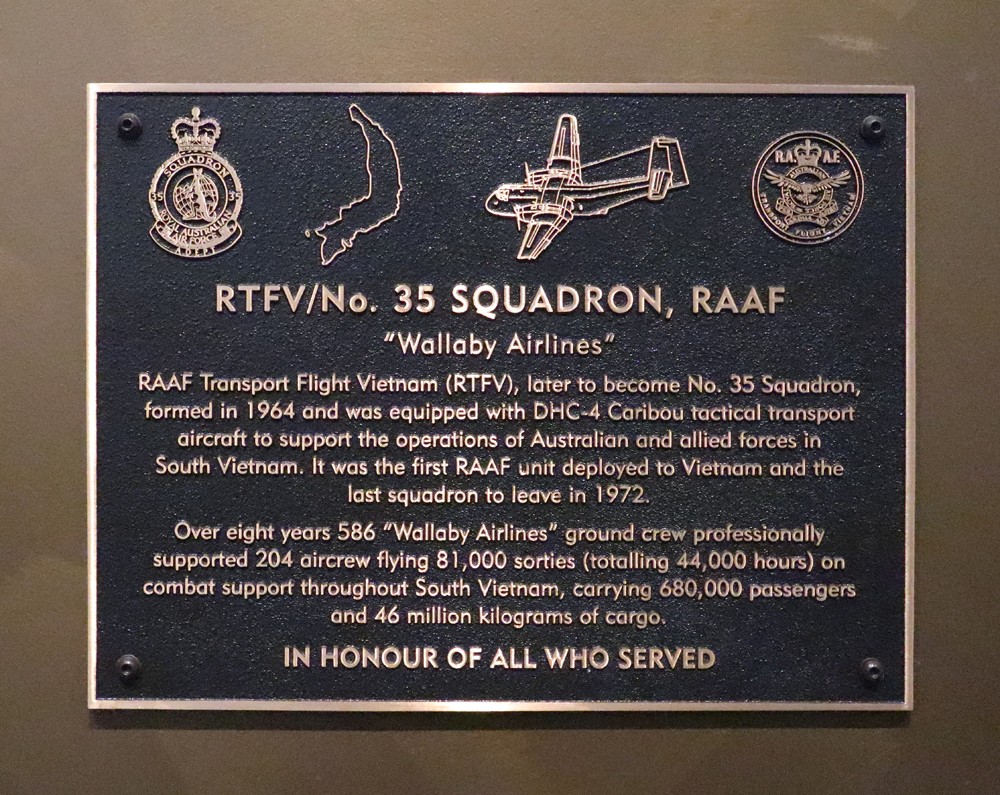 SQUADRON
35
ROYAL AUSTRALIAN
AIR FORCE
ADEPT
R.A. A.F.
AUSTRALIAN
TRANSPORT FLIGHT VIETNAM
RTFV/No. 35 SQUADRON, RAAF
"Wallaby Airlines"
RAAF Transport Flight Vietnam (RTFV), later to become No. 35 Squadron,
formed in 1964 and was equipped with DHC-4 Caribou tactical transport
aircraft to support the operations of Australian and allied forces in
South Vietnam. It was the first RAAF unit deployed to Vietnam and the
last squadron to leave in 1972.
Over eight years 586 "Wallaby Airlines" ground crew professionally
supported 204 aircrew flying 81,000 sorties (totalling 44,000 hours) on
combat support throughout South Vietnam, carrying 680,000 passengers
and 46 million kilograms of cargo.
IN HONOUR OF ALL WHO SERVED